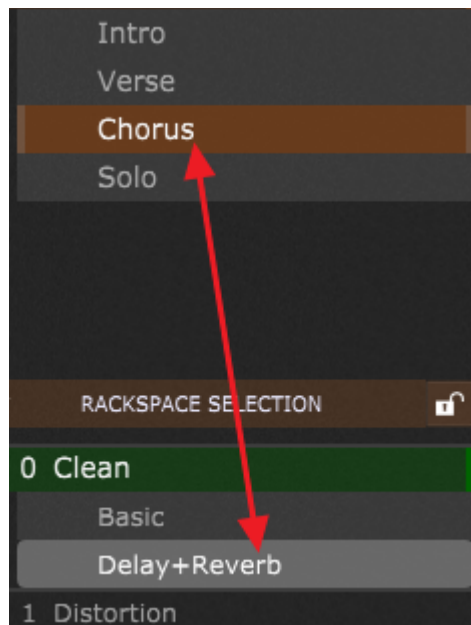 Intro
Verse
Chorus
Solo
RACKSPACE SELECTION
0 Clean
Basic
Delay+Reverb
1 Distortion